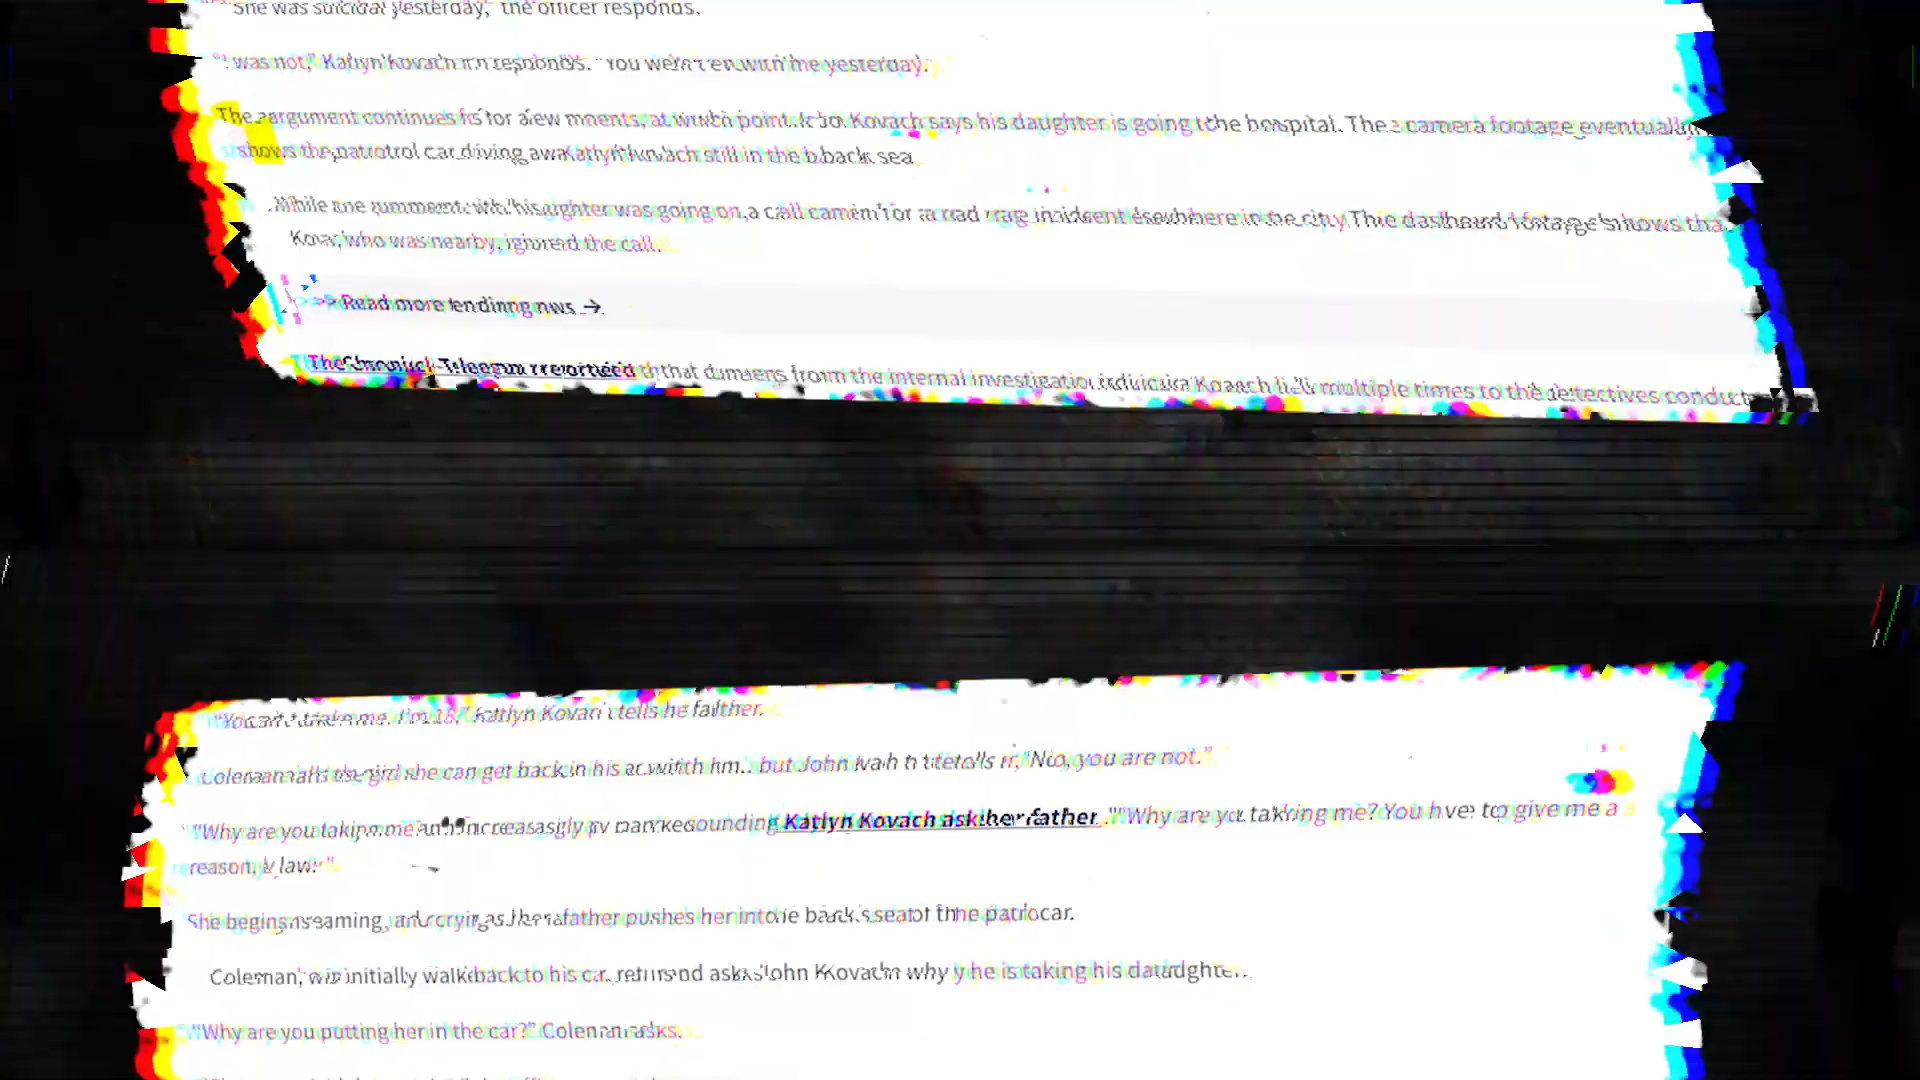 "She was suicidal yesterday," the officer responds.
"I was not," Katlyn Kovach responds. "You weren't even with me yesterday."
The argument continues for a few moments, at which point John Kovach says his daughter is going to the hospital. The camera footage eventually
shows the patrol car driving away Katlyn Kovach still in the back
While the argument with his daughter was going on, a call came in for a road rage incident elsewhere in the city. The dashboard footage shows that
who was nearby, ignored the call.
Read more trending news →
The Chronicle-Telegram reported that documents from the internal investigation indicate Kovach lied multiple times to the detectives
"You can't take me. I'm 18," Katlyn Kovach tells her father.
Coleman tells the girl she can get back in his car with him, but John tells her, "No, you are not."
"Why are you taking me?" an increasingly panicked sounding Katlyn Kovach asks her father. "Why are you taking me? You have to give me a
reason, by law."
She begins screaming and crying as her father pushes her into the back seat of the patrol car.
Coleman, who initially walked back to his car, returns and asks John Kovach why he is taking his daughter.
"Why are you putting her in the car?" Coleman asks.